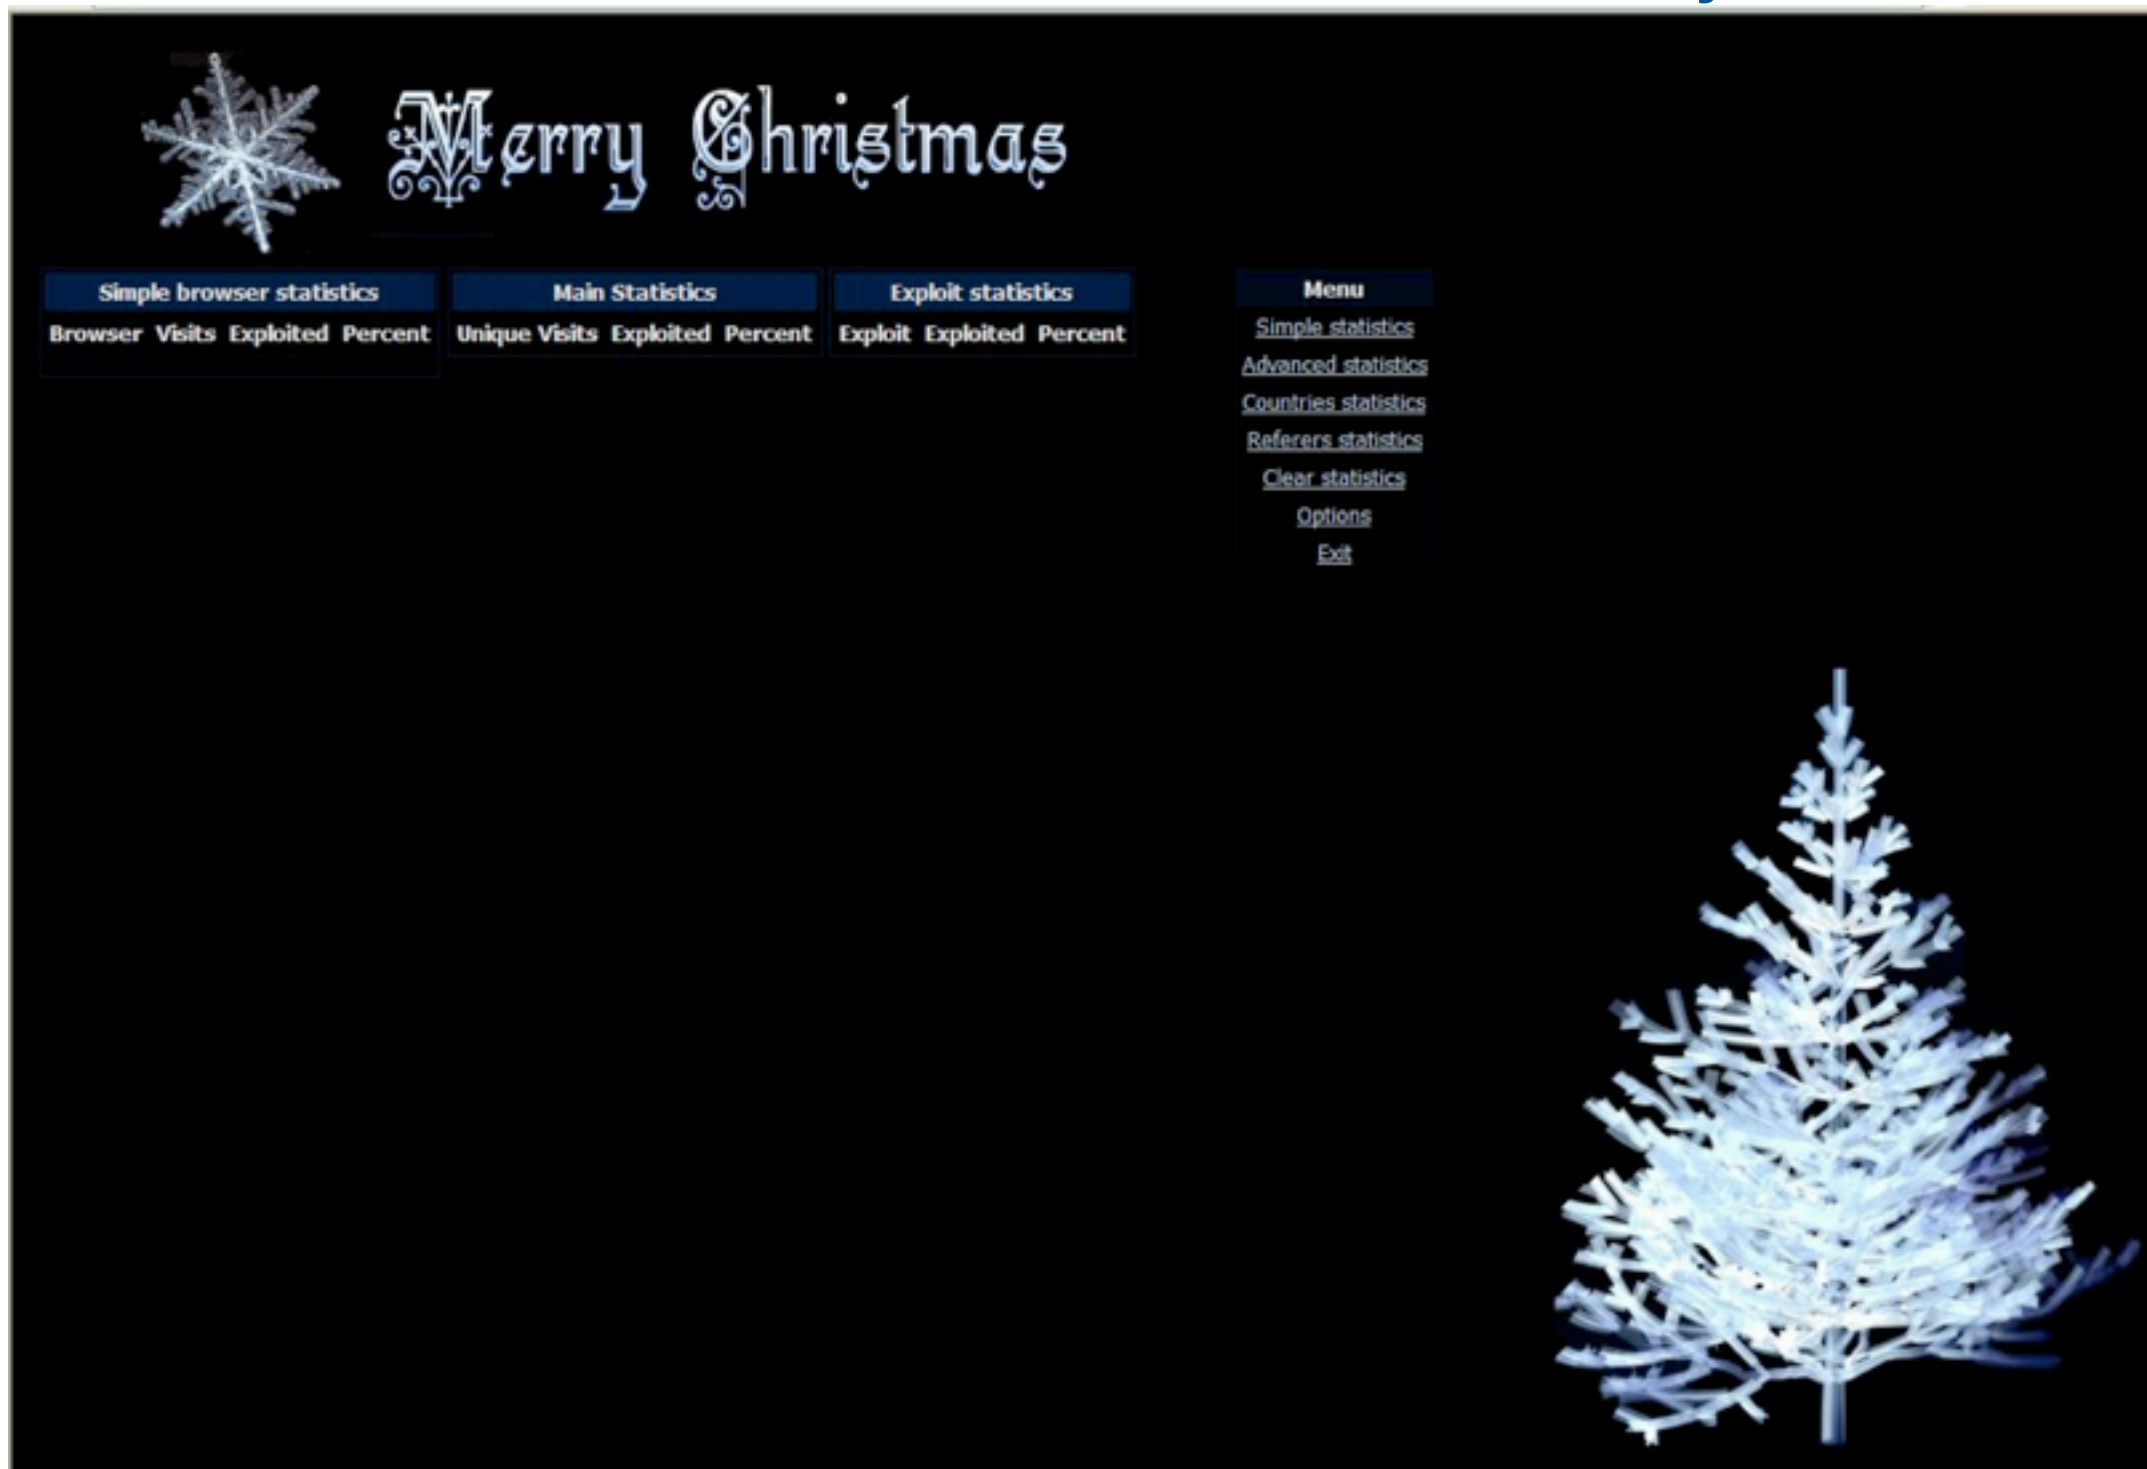 Merry Christmas
Simple browser statistics
Browser Visits Exploited Percent
Main Statistics
Unique Visits Exploited Percent
Exploit statistics
Exploit Exploited Percent
Menu
Simple statistics
Advanced statistics
Countries statistics
Referers statistics
Clear statistics
Options
Exit